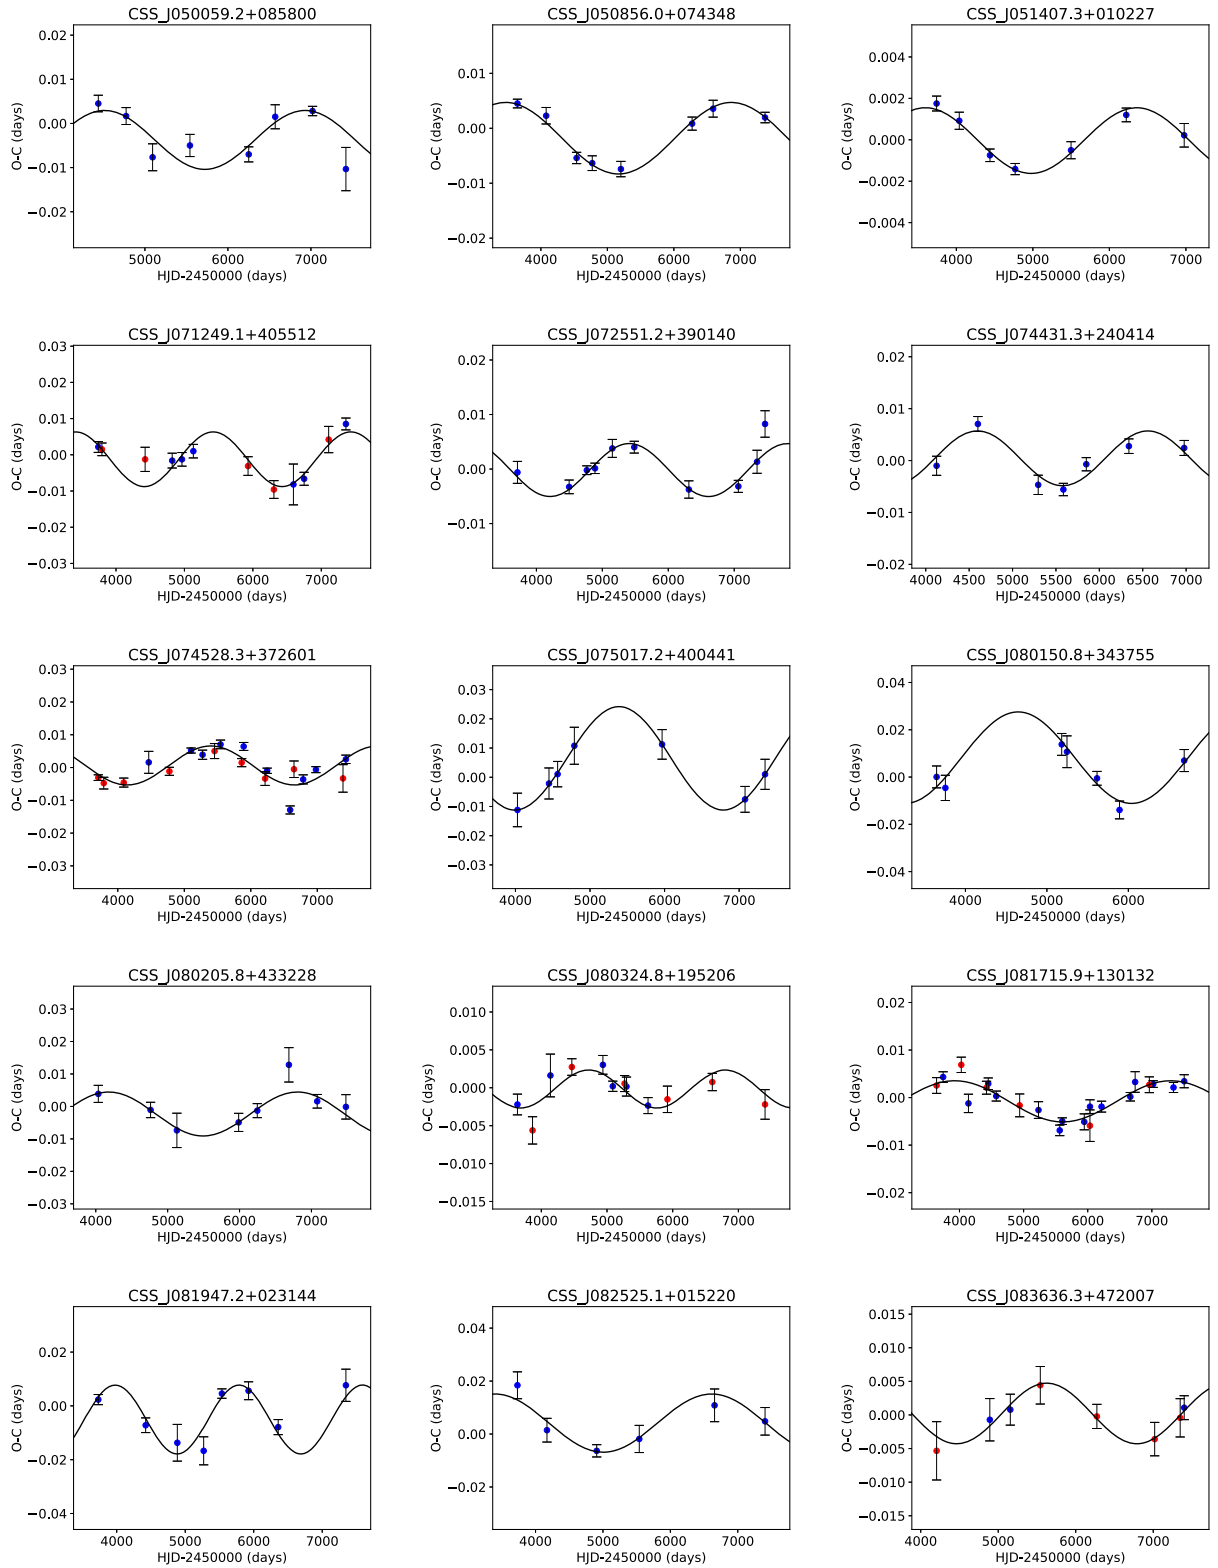 CSS_J050059.2+085800
CSS_J050856.0+074348
CSS_J051407.3+010227
0.02
0.01
0.00
−0.01
−0.02
O-C (days)
5000 6000 7000
HJD-2450000 (days)
0.01
0.00
−0.01
−0.02
O-C (days)
4000 5000 6000 7000
HJD-2450000 (days)
0.004
0.002
0.000
−0.002
−0.004
O-C (days)
4000 5000 6000 7000
HJD-2450000 (days)
CSS_J071249.1+405512
CSS_J072551.2+390140
CSS_J074431.3+240414
0.03
0.02
0.01
0.00
−0.01
−0.02
−0.03
O-C (days)
4000 5000 6000 7000
HJD-2450000 (days)
0.02
0.01
0.00
−0.01
O-C (days)
4000 5000 6000 7000
HJD-2450000 (days)
0.02
0.01
0.00
−0.01
−0.02
O-C (days)
4000 4500 5000 5500 6000 6500 7000
HJD-2450000 (days)
CSS_J074528.3+372601
CSS_J075017.2+400441
CSS_J080150.8+343755
0.03
0.02
0.01
0.00
−0.01
−0.02
−0.03
O-C (days)
4000 5000 6000 7000
HJD-2450000 (days)
0.03
0.02
0.01
0.00
−0.01
−0.02
−0.03
O-C (days)
4000 5000 6000 7000
HJD-2450000 (days)
0.04
0.02
0.00
−0.02
−0.04
O-C (days)
4000 5000 6000
HJD-2450000 (days)
CSS_J080205.8+433228
CSS_J080324.8+195206
CSS_J081715.9+130132
0.03
0.02
0.01
0.00
−0.01
−0.02
−0.03
O-C (days)
4000 5000 6000 7000
HJD-2450000 (days)
0.010
0.005
0.000
−0.005
−0.010
−0.015
O-C (days)
4000 5000 6000 7000
HJD-2450000 (days)
0.02
0.01
0.00
−0.01
−0.02
O-C (days)
4000 5000 6000 7000
HJD-2450000 (days)
CSS_J081947.2+023144
CSS_J082525.1+015220
CSS_J083636.3+472007
0.02
0.00
−0.02
−0.04
O-C (days)
4000 5000 6000 7000
HJD-2450000 (days)
0.04
0.02
0.00
−0.02
O-C (days)
4000 5000 6000 7000
HJD-2450000 (days)
0.015
0.010
0.005
0.000
−0.005
−0.010
−0.015
O-C (days)
4000 5000 6000 7000
HJD-2450000 (days)